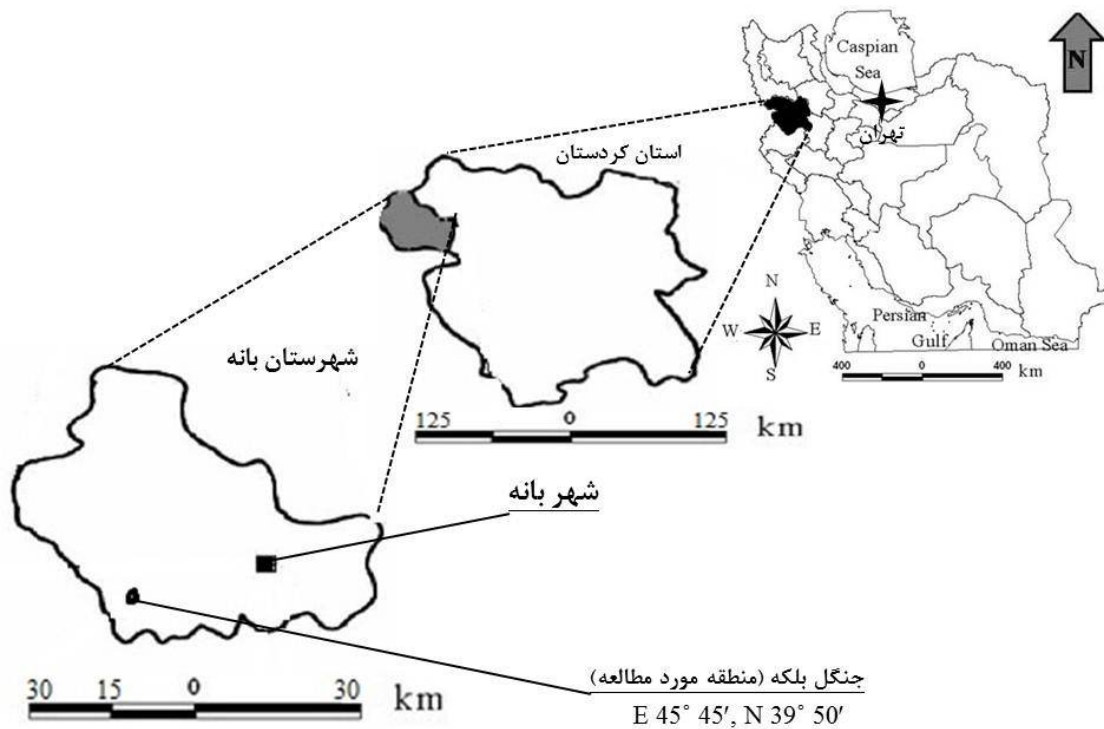 Caspian
Sea
N
تهران
استان کردستان
N
W
E
S
Persian
Gulf
Oman Sea
400
0
400
km
شهرستان بانه
125
0
125
km
شهر بانه
30
15
0
30
km
جنگل بلکه (منطقه مورد مطالعه)
E 45˚ 45′, N 39˚ 50′